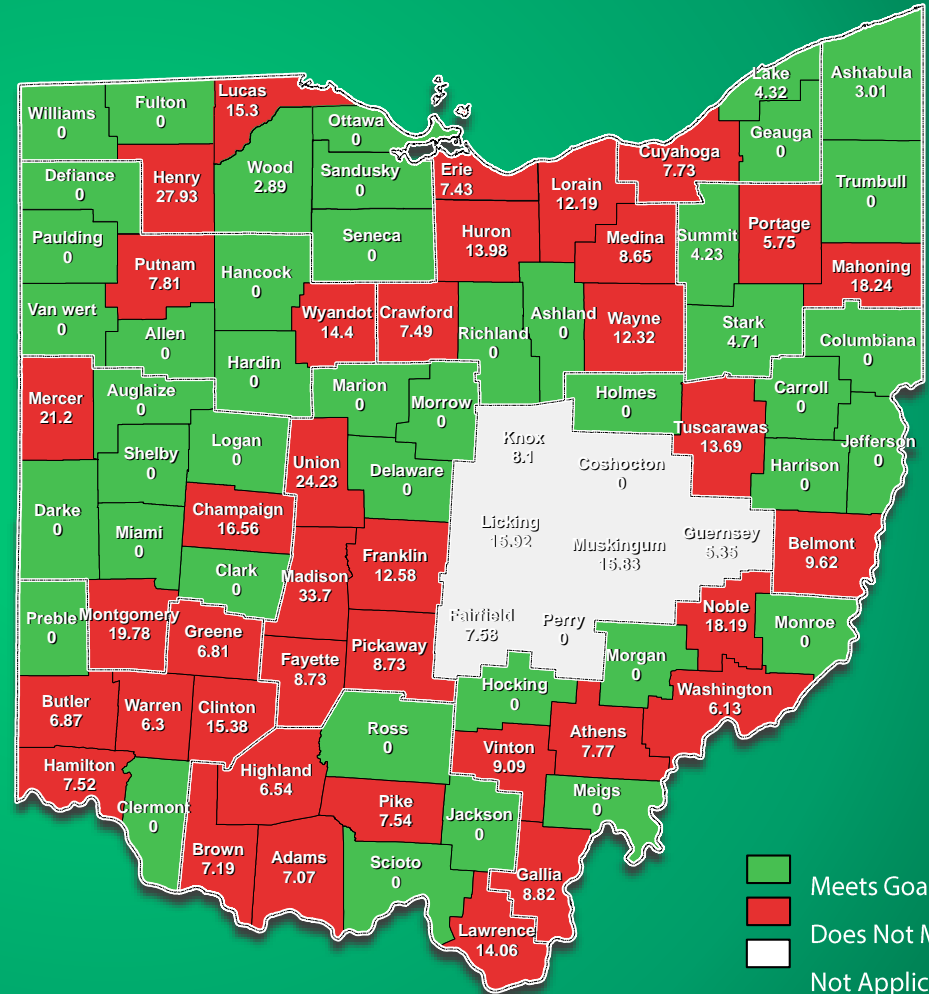 Lake
4.32
Ashtabula
3.01
Williams
0
Fulton
0
Lucas
15.3
Ottawa
0
Geauga
0
Wood
2.89
Sandusky
0
Erie
7.43
Cuyahoga
7.73
Defiance
0
Henry
27.93
Lorain
12.19
Trumbull
0
Paulding
0
Seneca
0
Huron
13.98
Medina
8.65
Summit
4.23
Portage
5.75
Putnam
7.81
Hancock
0
Mahoning
18.24
Van wert
0
Allen
0
Wyandot
14.4
Crawford
7.49
Richland
0
Ashland
0
Wayne
12.32
Stark
4.71
Columbiana
0
Hardin
0
Mercer
21.2
Auglaize
0
Marion
0
Morrow
0
Holmes
0
Carroll
0
Tuscarawas
13.69
Jefferson
0
Shelby
0
Logan
0
Union
24.23
Delaware
0
Knox
8.1
Coshocton
0
Harrison
0
Darke
0
Miami
0
Champaign
16.56
Licking
15.92
Muskingum
15.83
Guernsey
5.35
Belmont
9.62
Clark
0
Madison
33.7
Franklin
12.58
Preble
0
Montgomery
19.78
Greene
6.81
Fairfield
7.58
Perry
0
Noble
18.19
Monroe
0
Fayette
8.73
Pickaway
8.73
Morgan
0
Hocking
0
Washington
6.13
Butler
6.87
Warren
6.3
Clinton
15.38
Ross
0
Vinton
9.09
Athens
7.77
Hamilton
7.52
Highland
6.54
Clermont
0
Pike
7.54
Jackson
0
Meigs
0
Brown
7.19
Adams
7.07
Scioto
0
Gallia
8.82
Lawrence
14.06
Meets Goa
Does Not M
Not Applic